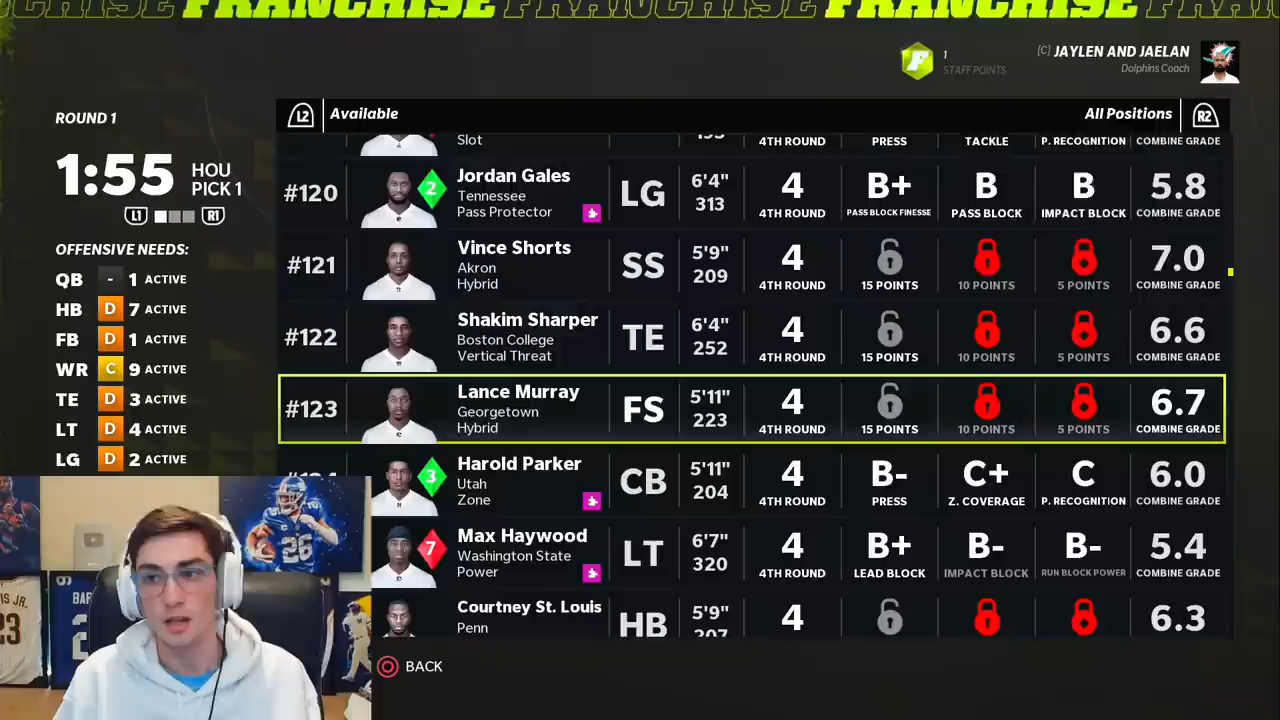 FRANCHISE FRANCHISE FRANCHISE
1
STAFF POINTS
[C] JAYLEN AND JAELAN
Dolphins Coach
ROUND 1
1:55
HOU
PICK 1
L1 R1
OFFENSIVE NEEDS:
QB - 1 ACTIVE
HB D 7 ACTIVE
FB D 1 ACTIVE
WR C 9 ACTIVE
TE D 3 ACTIVE
LT D 4 ACTIVE
LG D 2 ACTIVE
L2 Available All Positions R2
Slot 4TH ROUND PRESS TACKLE P. RECOGNITION COMBINE GRADE
#120 2 Jordan Gales LG 6'4" 4 B+ B B 5.8
Tennessee 313
Pass Protector 4TH ROUND PASS BLOCK FINESSE PASS BLOCK IMPACT BLOCK COMBINE GRADE
#121 Vince Shorts SS 5'9" 4 7.0
Akron 209
Hybrid 4TH ROUND 15 POINTS 10 POINTS 5 POINTS COMBINE GRADE
#122 Shakim Sharper TE 6'4" 4 6.6
Boston College 252
Vertical Threat 4TH ROUND 15 POINTS 10 POINTS 5 POINTS COMBINE GRADE
#123 Lance Murray FS 5'11" 4 6.7
Georgetown 223
Hybrid 4TH ROUND 15 POINTS 10 POINTS 5 POINTS COMBINE GRADE
3 Harold Parker CB 5'11" 4 B- C+ C 6.0
Utah 204
Zone 4TH ROUND PRESS Z. COVERAGE P. RECOGNITION COMBINE GRADE
7 Max Haywood LT 6'7" 4 B+ B- B- 5.4
Washington State 320
Power 4TH ROUND LEAD BLOCK IMPACT BLOCK RUN BLOCK POWER COMBINE GRADE
Courtney St. Louis HB 5'9" 4 6.3
Penn 207
BACK
26
23